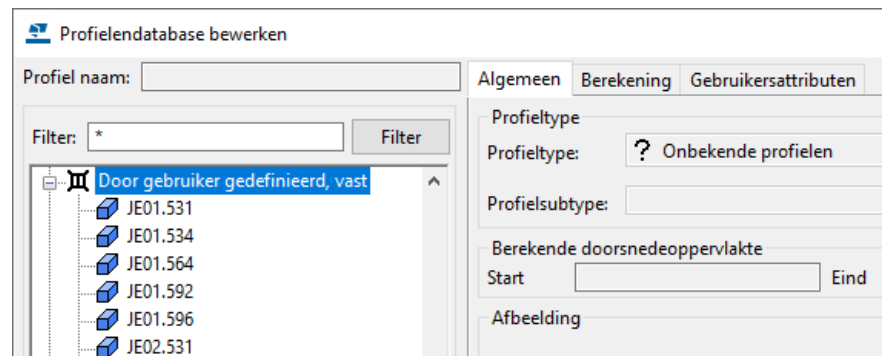 Profielendatabase bewerken
Profiel naam:
Filter: * Filter
Door gebruiker gedefinieerd, vast
JE01.531
JE01.534
JE01.564
JE01.592
JE01.596
JE02.531
Algemeen Berekening Gebruikersattributen
Profieltype
Profieltype: ? Onbekende profielen
Profielsubtype:
Berekende doorsnedeoppervlakte
Start Eind
Afbeelding